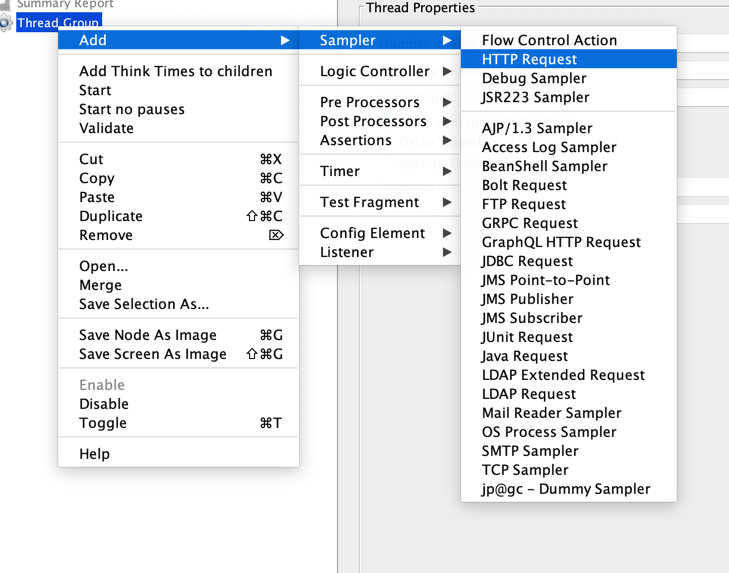 Summary Report
Thread Group
Thread Properties
Add
Add Think Times to children
Start
Start no pauses
Validate
Cut ⌘X
Copy ⌘C
Paste ⌘V
Duplicate ⇧⌘C
Remove ⌦
Open...
Merge
Save Selection As...
Save Node As Image ⌘G
Save Screen As Image ⇧⌘G
Enable
Disable
Toggle ⌘T
Help
Sampler
Logic Controller
Pre Processors
Post Processors
Assertions
Timer
Test Fragment
Config Element
Listener
Flow Control Action
HTTP Request
Debug Sampler
JSR223 Sampler
AJP/1.3 Sampler
Access Log Sampler
BeanShell Sampler
Bolt Request
FTP Request
GRPC Request
GraphQL HTTP Request
JDBC Request
JMS Point-to-Point
JMS Publisher
JMS Subscriber
JUnit Request
Java Request
LDAP Extended Request
LDAP Request
Mail Reader Sampler
OS Process Sampler
SMTP Sampler
TCP Sampler
jp@gc - Dummy Sampler